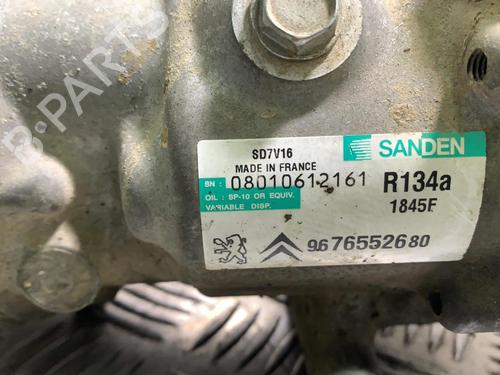 B-PARTS
SD7V16
MADE IN FRANCE
SANDEN
SN : 08010612161
R134a
OIL : SP-10 OR EQUIV.
VARIABLE DISP.
1845F
9676552680